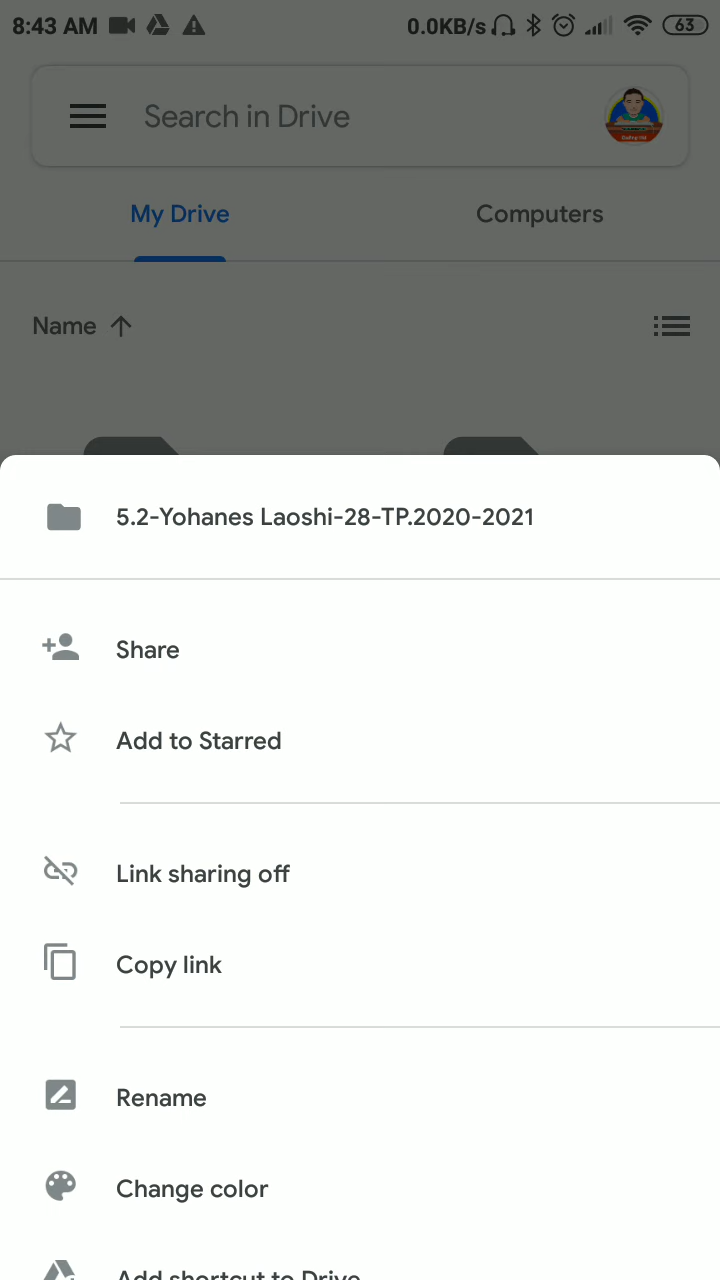 8:43 AM
0.0KB/s
63
Search in Drive
My Drive
Computers
Name
5.2-Yohanes Laoshi-28-TP.2020-2021
Share
Add to Starred
Link sharing off
Copy link
Rename
Change color
Add shortcut to Drive